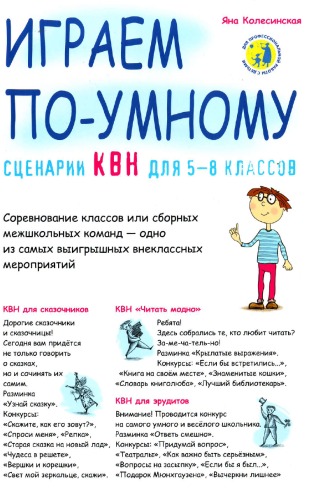 Яна Колесинская
ИГРАЕМ
ПО-УМНОМУ
СЦЕНАРИИ КВН ДЛЯ 5–8 КЛАССОВ
Соревнование классов или сборных
межшкольных команд — одно
из самых выигрышных внеклассных
мероприятий
КВН для сказочников
Дорогие сказочники
и сказочницы!
Сегодня вам придётся
не только говорить
о сказках,
но и сочинять их
самим.
Разминка
«Узнай сказку».
Конкурсы:
«Скажите, как его зовут?»,
«Спроси меня», «Репка»,
«Старая сказка на новый лад»,
«Чудеса в решете»,
«Вершки и корешки»,
«Свет мой зеркальце, скажи».
КВН «Читать модно»
Ребята!
Здесь собрались те, кто любит читать?
За-ме-ча-тель-но!
Разминка «Крылатые выражения».
Конкурсы: «Если бы встретились...»,
«Книга на своём месте», «Знаменитые кошки»,
«Словарь книголюба», «Лучший библиотекарь».
КВН для эрудитов
Внимание! Проводится конкурс
на самого умного и весёлого школьника.
Разминка «Ответь смешно».
Конкурсы: «Придумай вопрос»,
«Театралы», «Как важно быть серьёзным»,
«Вопросы на засыпку», «Если бы я был...»,
«Подарок Мюнхгаузена», «Вычеркни лишнее»